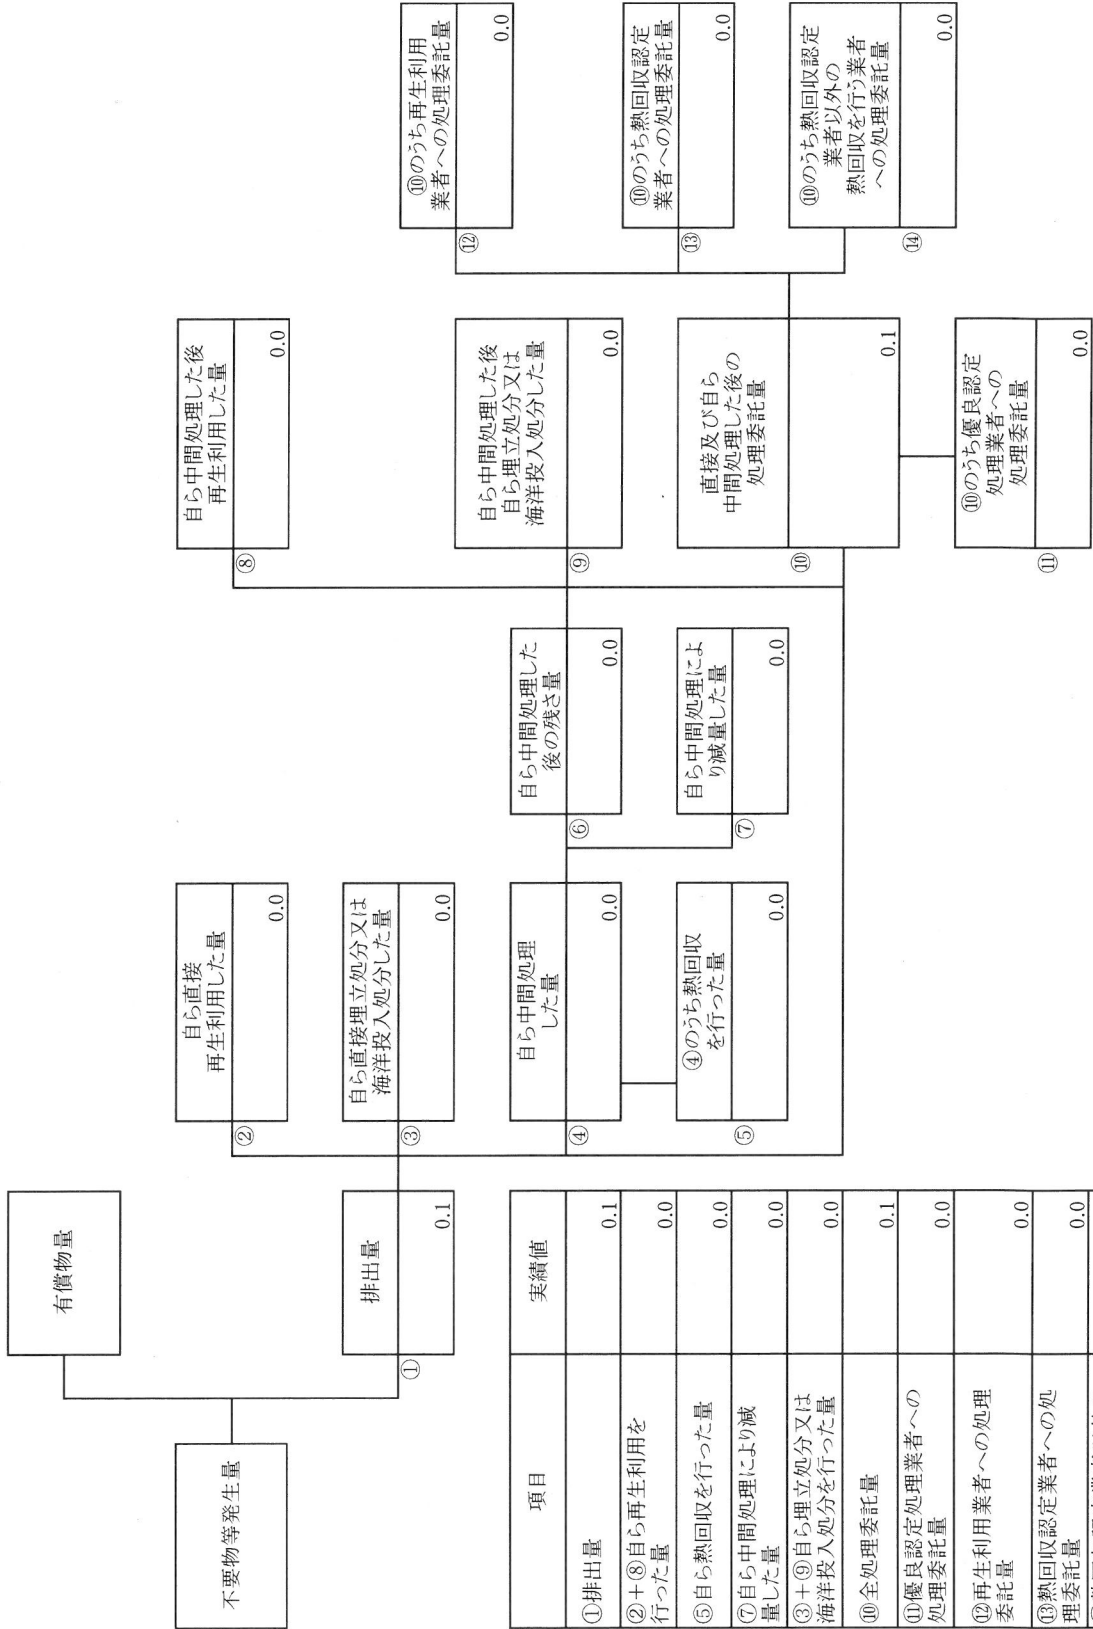 不要物等発生量
有償物量
排出量
①
0.1
自ら直接
再生利用した量
②
0.0
自ら直接埋立処分又は
海洋投入処分した量
③
0.0
自ら中間処理
した量
④
0.0
④のうち熱回収
を行った量
⑤
0.0
自ら中間処理した
後の残さ量
⑥
0.0
自ら中間処理によ
り減量した量
⑦
0.0
自ら中間処理した後
再生利用した量
⑧
0.0
自ら中間処理した後
自ら埋立処分又は
海洋投入処分した量
⑨
0.0
直接及び自ら
中間処理した後の
処理委託量
⑩
0.1
⑩のうち優良認定
処理業者への
処理委託量
⑪
0.0
⑩のうち再生利用
業者への処理委託量
⑫
0.0
⑩のうち熱回収認定
業者への処理委託量
⑬
0.0
⑩のうち熱回収認定
業者以外の
熱回収を行う業者
への処理委託量
⑭
0.0
項目 実績値
①排出量 0.1
②+⑧自ら再生利用を
行った量 0.0
⑤自ら熱回収を行った量 0.0
⑦自ら中間処理により減
量した量 0.0
③+⑨自ら埋立処分又は
海洋投入処分を行った量 0.0
⑩全処理委託量 0.1
⑪優良認定処理業者への
処理委託量 0.0
⑫再生利用業者への処理
委託量 0.0
⑬熱回収認定業者への処
理委託量 0.0